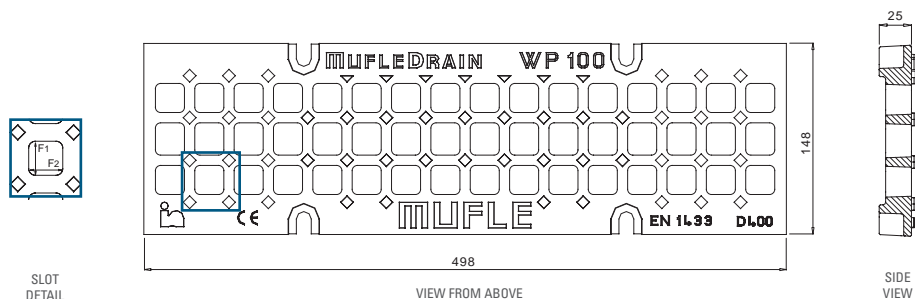 25
MUFLEDRAIN WP 100
F1
F2
148
in CE MUFLE EN 1433 D400
498
SLOT
DETAIL
VIEW FROM ABOVE
SIDE
VIEW